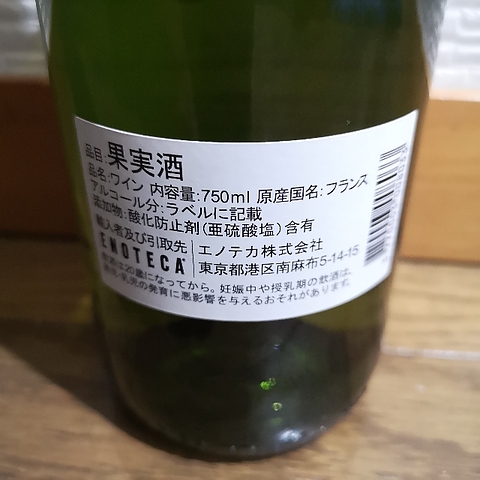 品目:果実酒
品名:ワイン 内容量:750ml 原産国名:フランス
アルコール分:ラベルに記載
添加物:酸化防止剤(亜硫酸塩)含有
輸入者及び引取先
ENOTECA
エノテカ株式会社
東京都港区南麻布5-14-15
飲酒は20歳になってから。妊娠中や授乳期の飲酒は、
胎児・乳児の発育に悪影響を与えるおそれがあります。